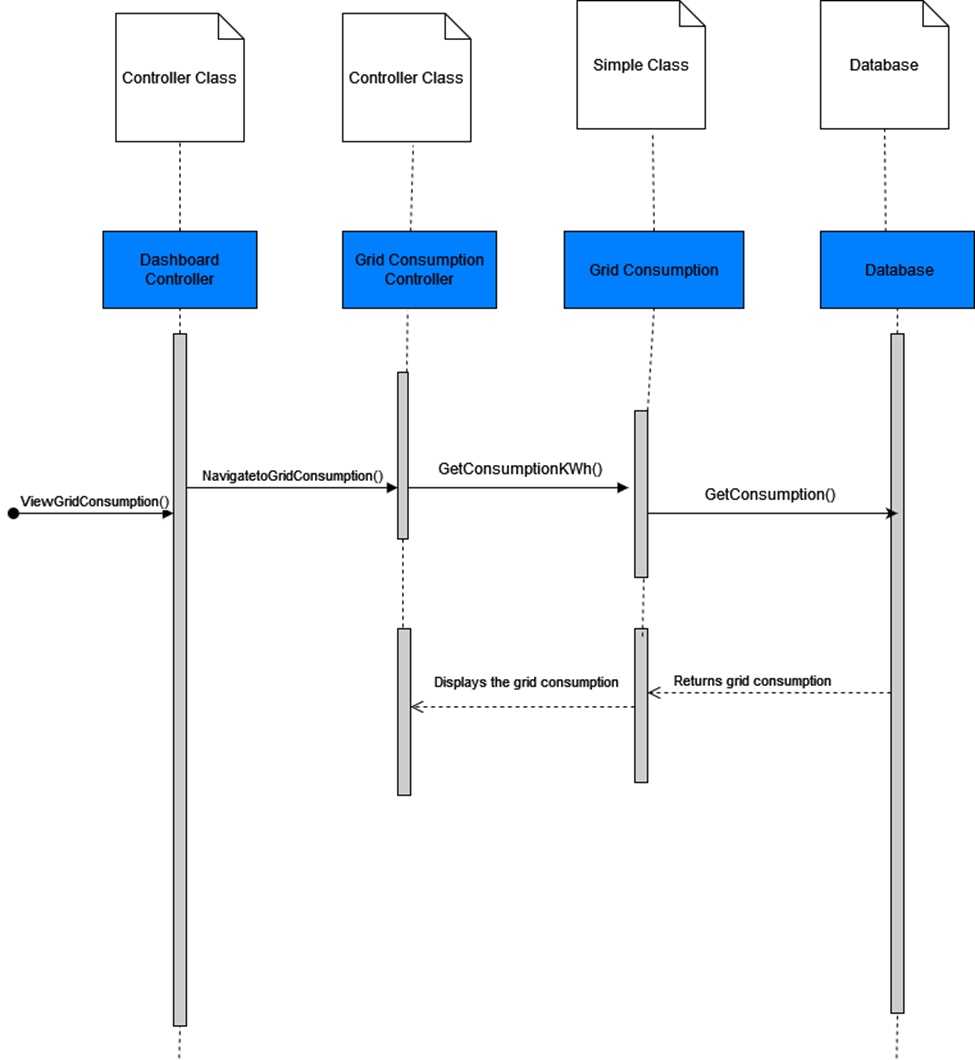 Controller Class
Controller Class
Simple Class
Database
Dashboard
Controller
Grid Consumption
Controller
Grid Consumption
Database
ViewGridConsumption()
NavigatetoGridConsumption()
GetConsumptionKWh()
GetConsumption()
Displays the grid consumption
Returns grid consumption